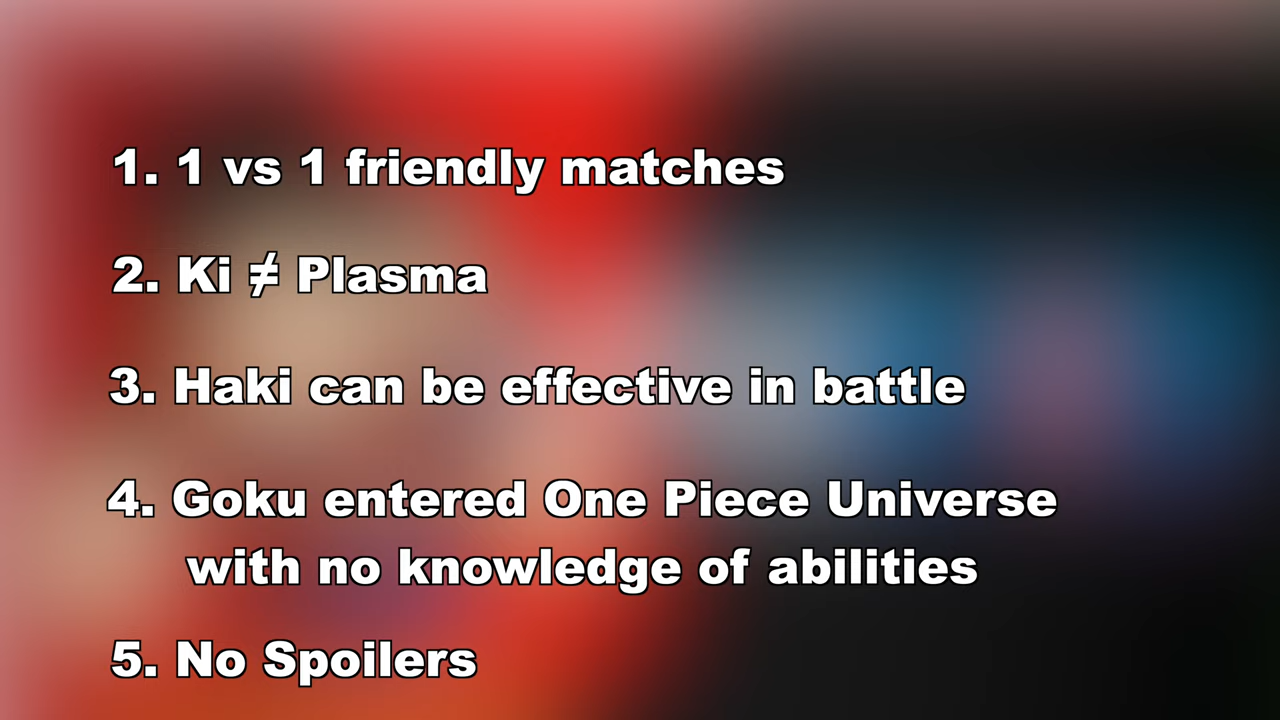 1. 1 vs 1 friendly matches
2. Ki ≠ Plasma
3. Haki can be effective in battle
4. Goku entered One Piece Universe
with no knowledge of abilities
5. No Spoilers